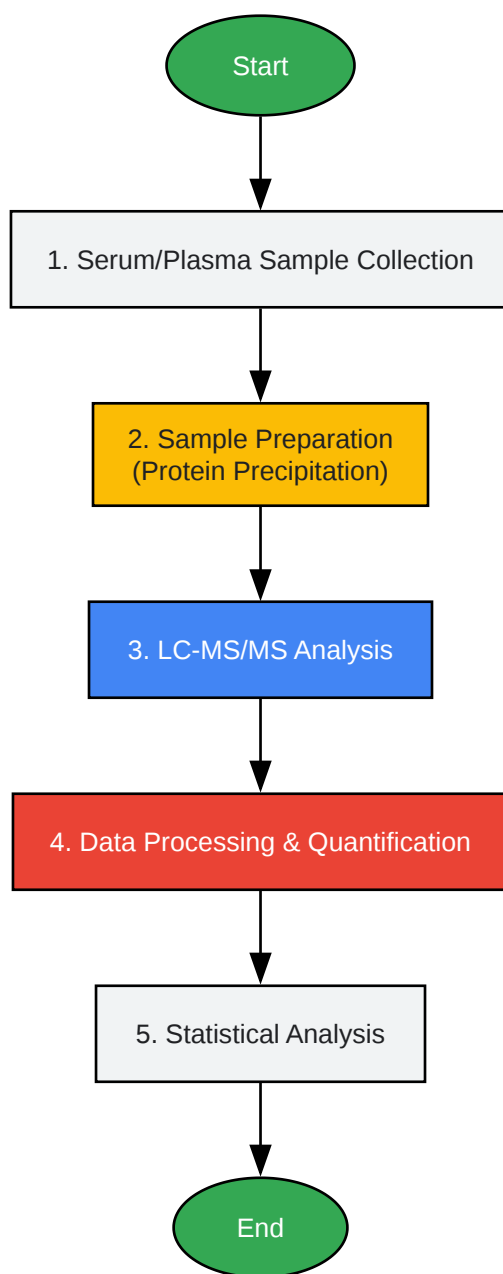 Start
1. Serum/Plasma Sample Collection
2. Sample Preparation
(Protein Precipitation)
3. LC-MS/MS Analysis
4. Data Processing & Quantification
5. Statistical Analysis
End